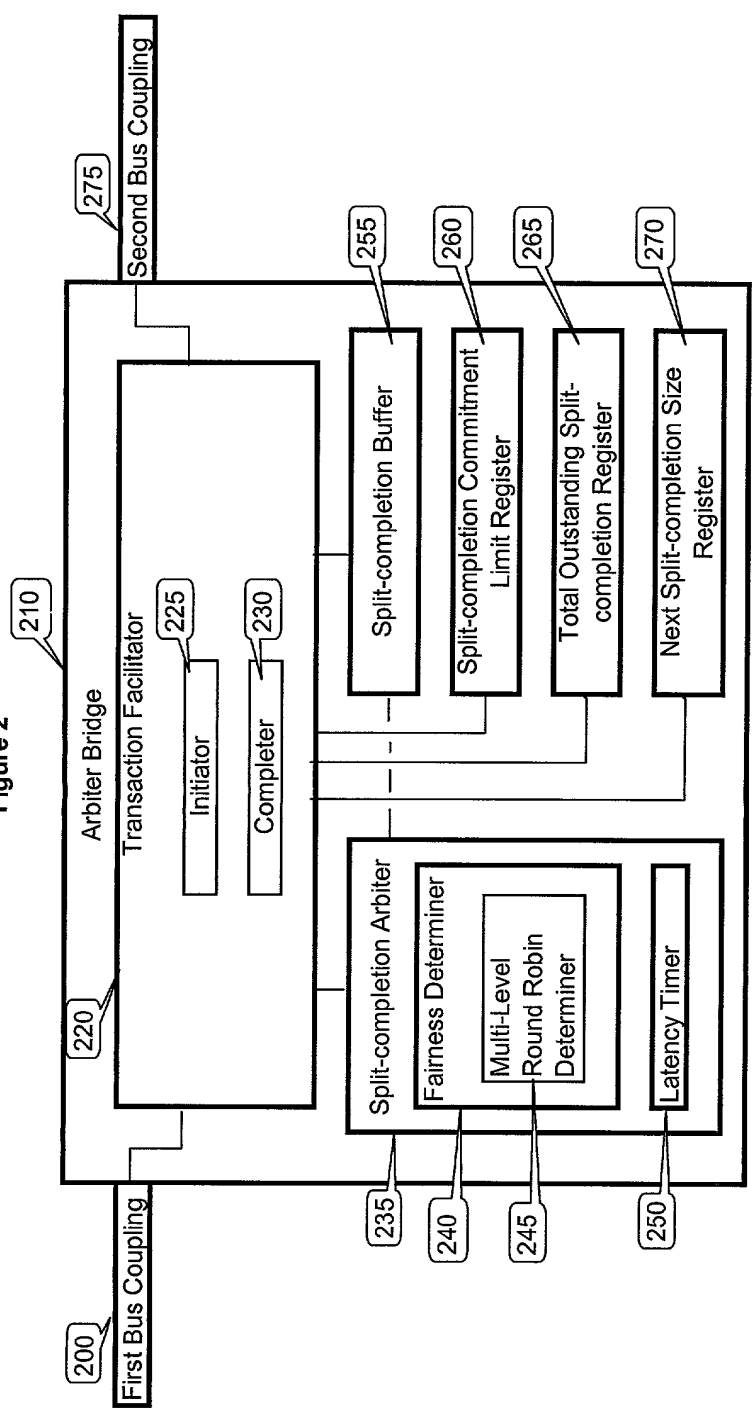 Figure 2
210
Arbiter Bridge
200
First Bus Coupling
220
Transaction Facilitator
Initiator
225
Completer
230
275
Second Bus Coupling
235
Split-completion Arbiter
240
Fairness Determiner
245
Multi-Level
Round Robin
Determiner
250
Latency Timer
Split-completion Buffer
255
Split-completion Commitment
Limit Register
260
Total Outstanding Split-
completion Register
265
Next Split-completion Size
Register
270